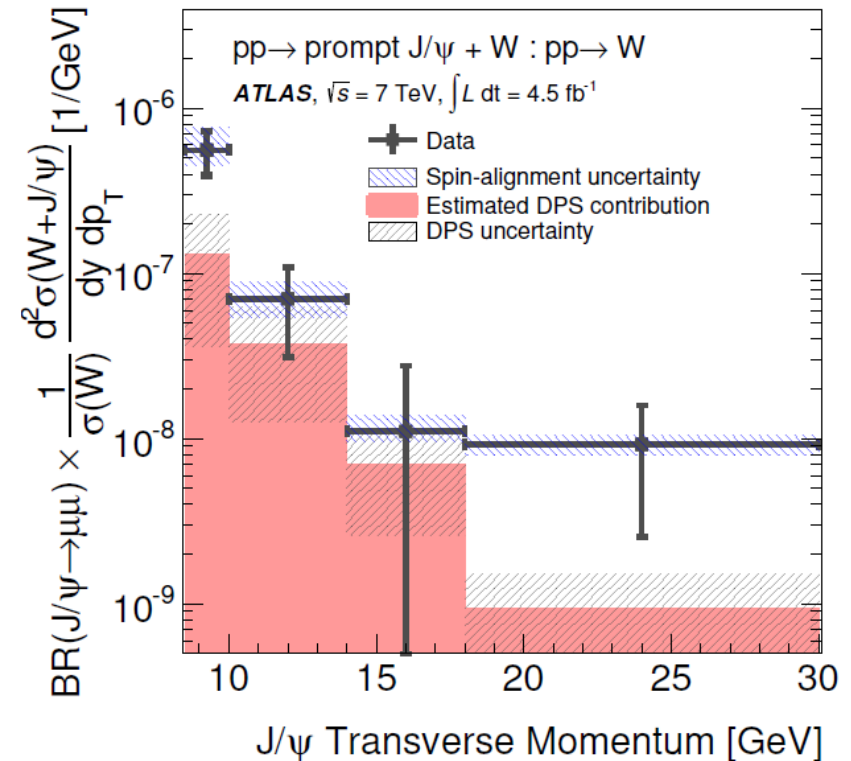 pp→ prompt J/ψ + W : pp→ W
ATLAS, √s = 7 TeV, ∫L dt = 4.5 fb⁻¹
Data
Spin-alignment uncertainty
Estimated DPS contribution
DPS uncertainty
BR(J/ψ→μμ) × 1/σ(W) d²σ(W+J/ψ)/dy dp_T [1/GeV]
10⁻⁶
10⁻⁷
10⁻⁸
10⁻⁹
10 15 20 25 30
J/ψ Transverse Momentum [GeV]